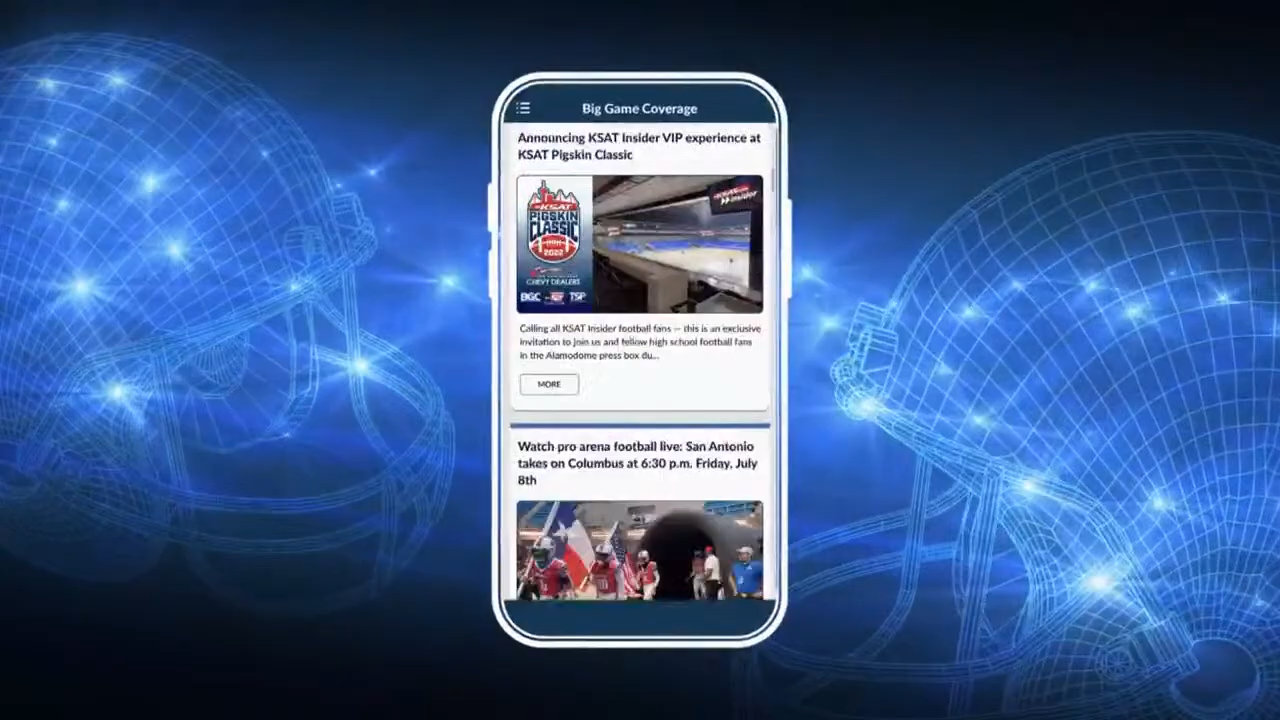 Big Game Coverage
Announcing KSAT Insider VIP experience at
KSAT Pigskin Classic
KSAT
PIGSKIN
CLASSIC
2022
CHEVY DEALERS
BGC
TSP
Calling all KSAT Insider football fans — this is an exclusive
invitation to join us and fellow high school football fans
in the Alamodome press box du...
MORE
Watch pro arena football live: San Antonio
takes on Columbus at 6:30 p.m. Friday, July
8th